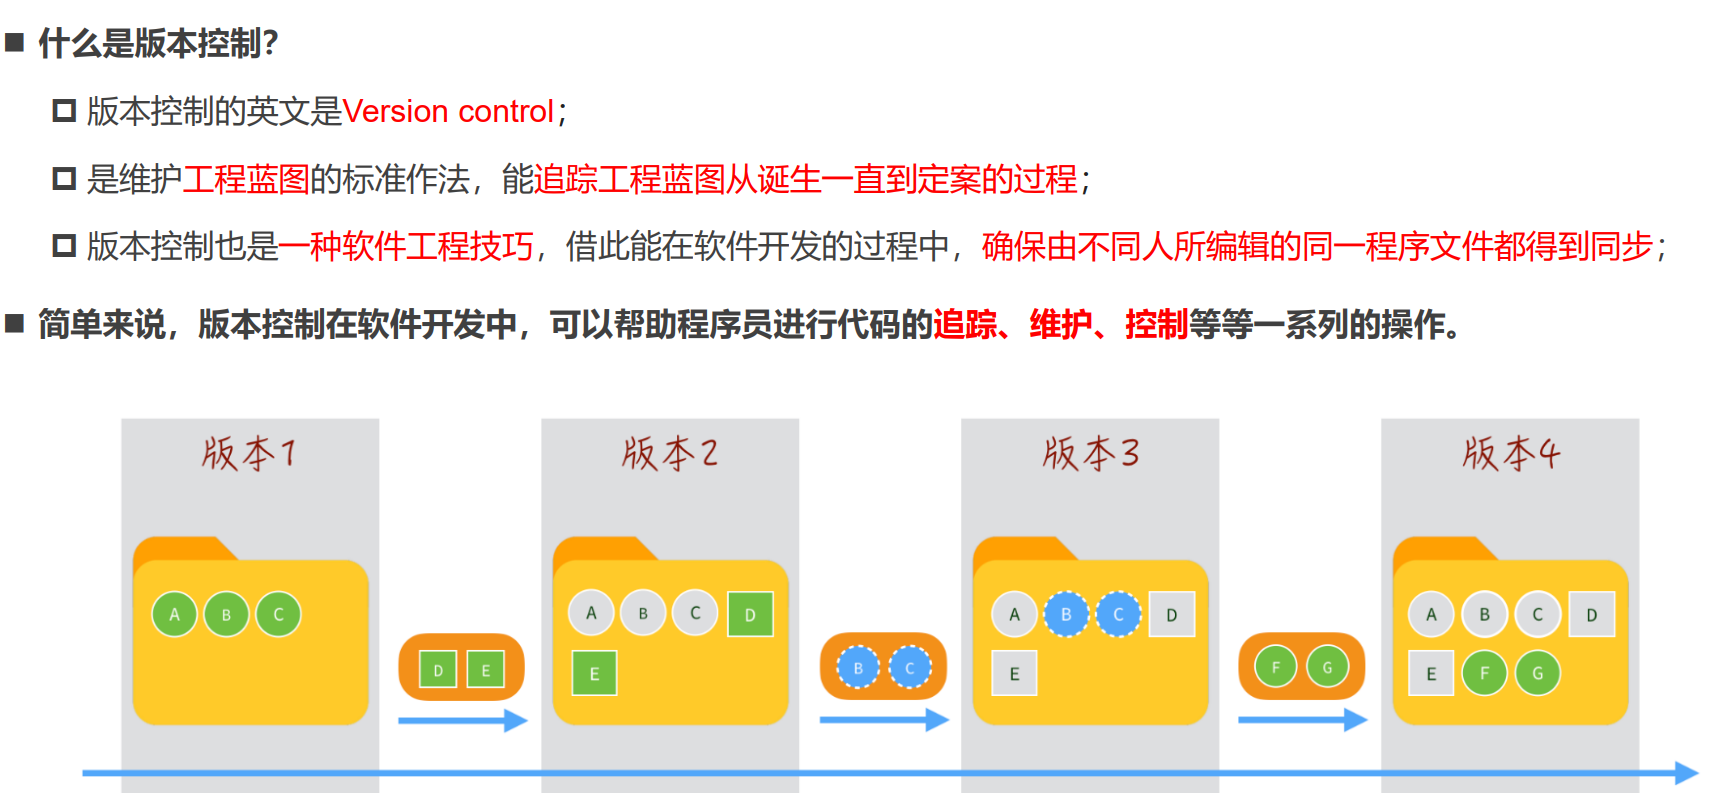 什么是版本控制?
版本控制的英文是Version control；
是维护工程蓝图的标准作法，能追踪工程蓝图从诞生一直到定案的过程；
版本控制也是一种软件工程技巧，借此能在软件开发的过程中，确保由不同人所编辑的同一程序文件都得到同步；
简单来说，版本控制在软件开发中，可以帮助程序员进行代码的追踪、维护、控制等等一系列的操作。
版本1
A B C
D E
版本2
A B C D
E
B C
版本3
A B C D
E
F G
版本4
A B C D
E F G